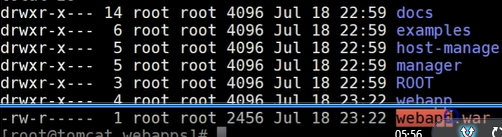 drwxr-x--- 14 root root 4096 Jul 18 22:59 docs
drwxr-x--- 6 root root 4096 Jul 18 22:59 examples
drwxr-x--- 5 root root 4096 Jul 18 22:59 host-manage
drwxr-x--- 5 root root 4096 Jul 18 22:59 manager
drwxr-x--- 3 root root 4096 Jul 18 22:59 ROOT
drwxr-x--- 4 root root 4096 Jul 18 23:22 webapp
-rw-r----- 1 root root 2456 Jul 18 23:22 webapp.war
[root@tomcat webapps]#
05:56